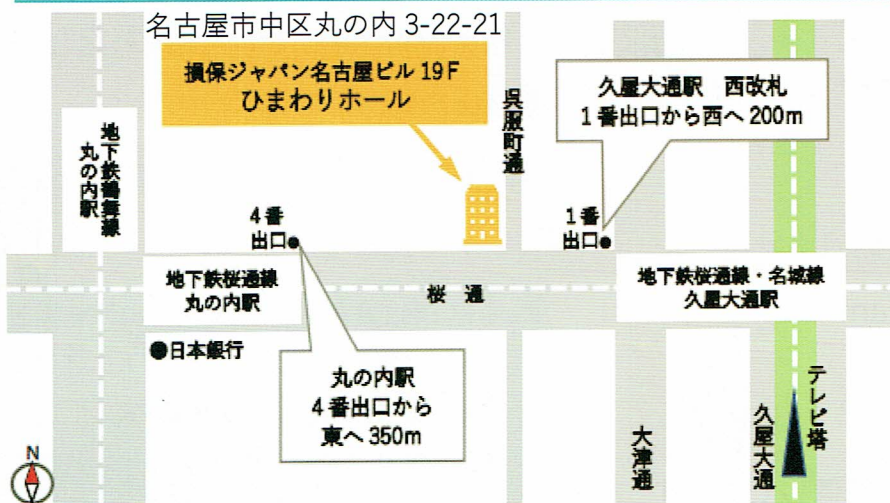 名古屋市中区丸の内 3-22-21
損保ジャパン名古屋ビル 19F
ひまわりホール
呉服町通
久屋大通駅 西改札
1番出口から西へ 200m
地下鉄鶴舞線
丸の内駅
4番
出口
1番
出口
地下鉄桜通線
丸の内駅
桜 通
地下鉄桜通線・名城線
久屋大通駅
日本銀行
丸の内駅
4番出口から
東へ 350m
大津通
久屋大通
テレビ塔
N